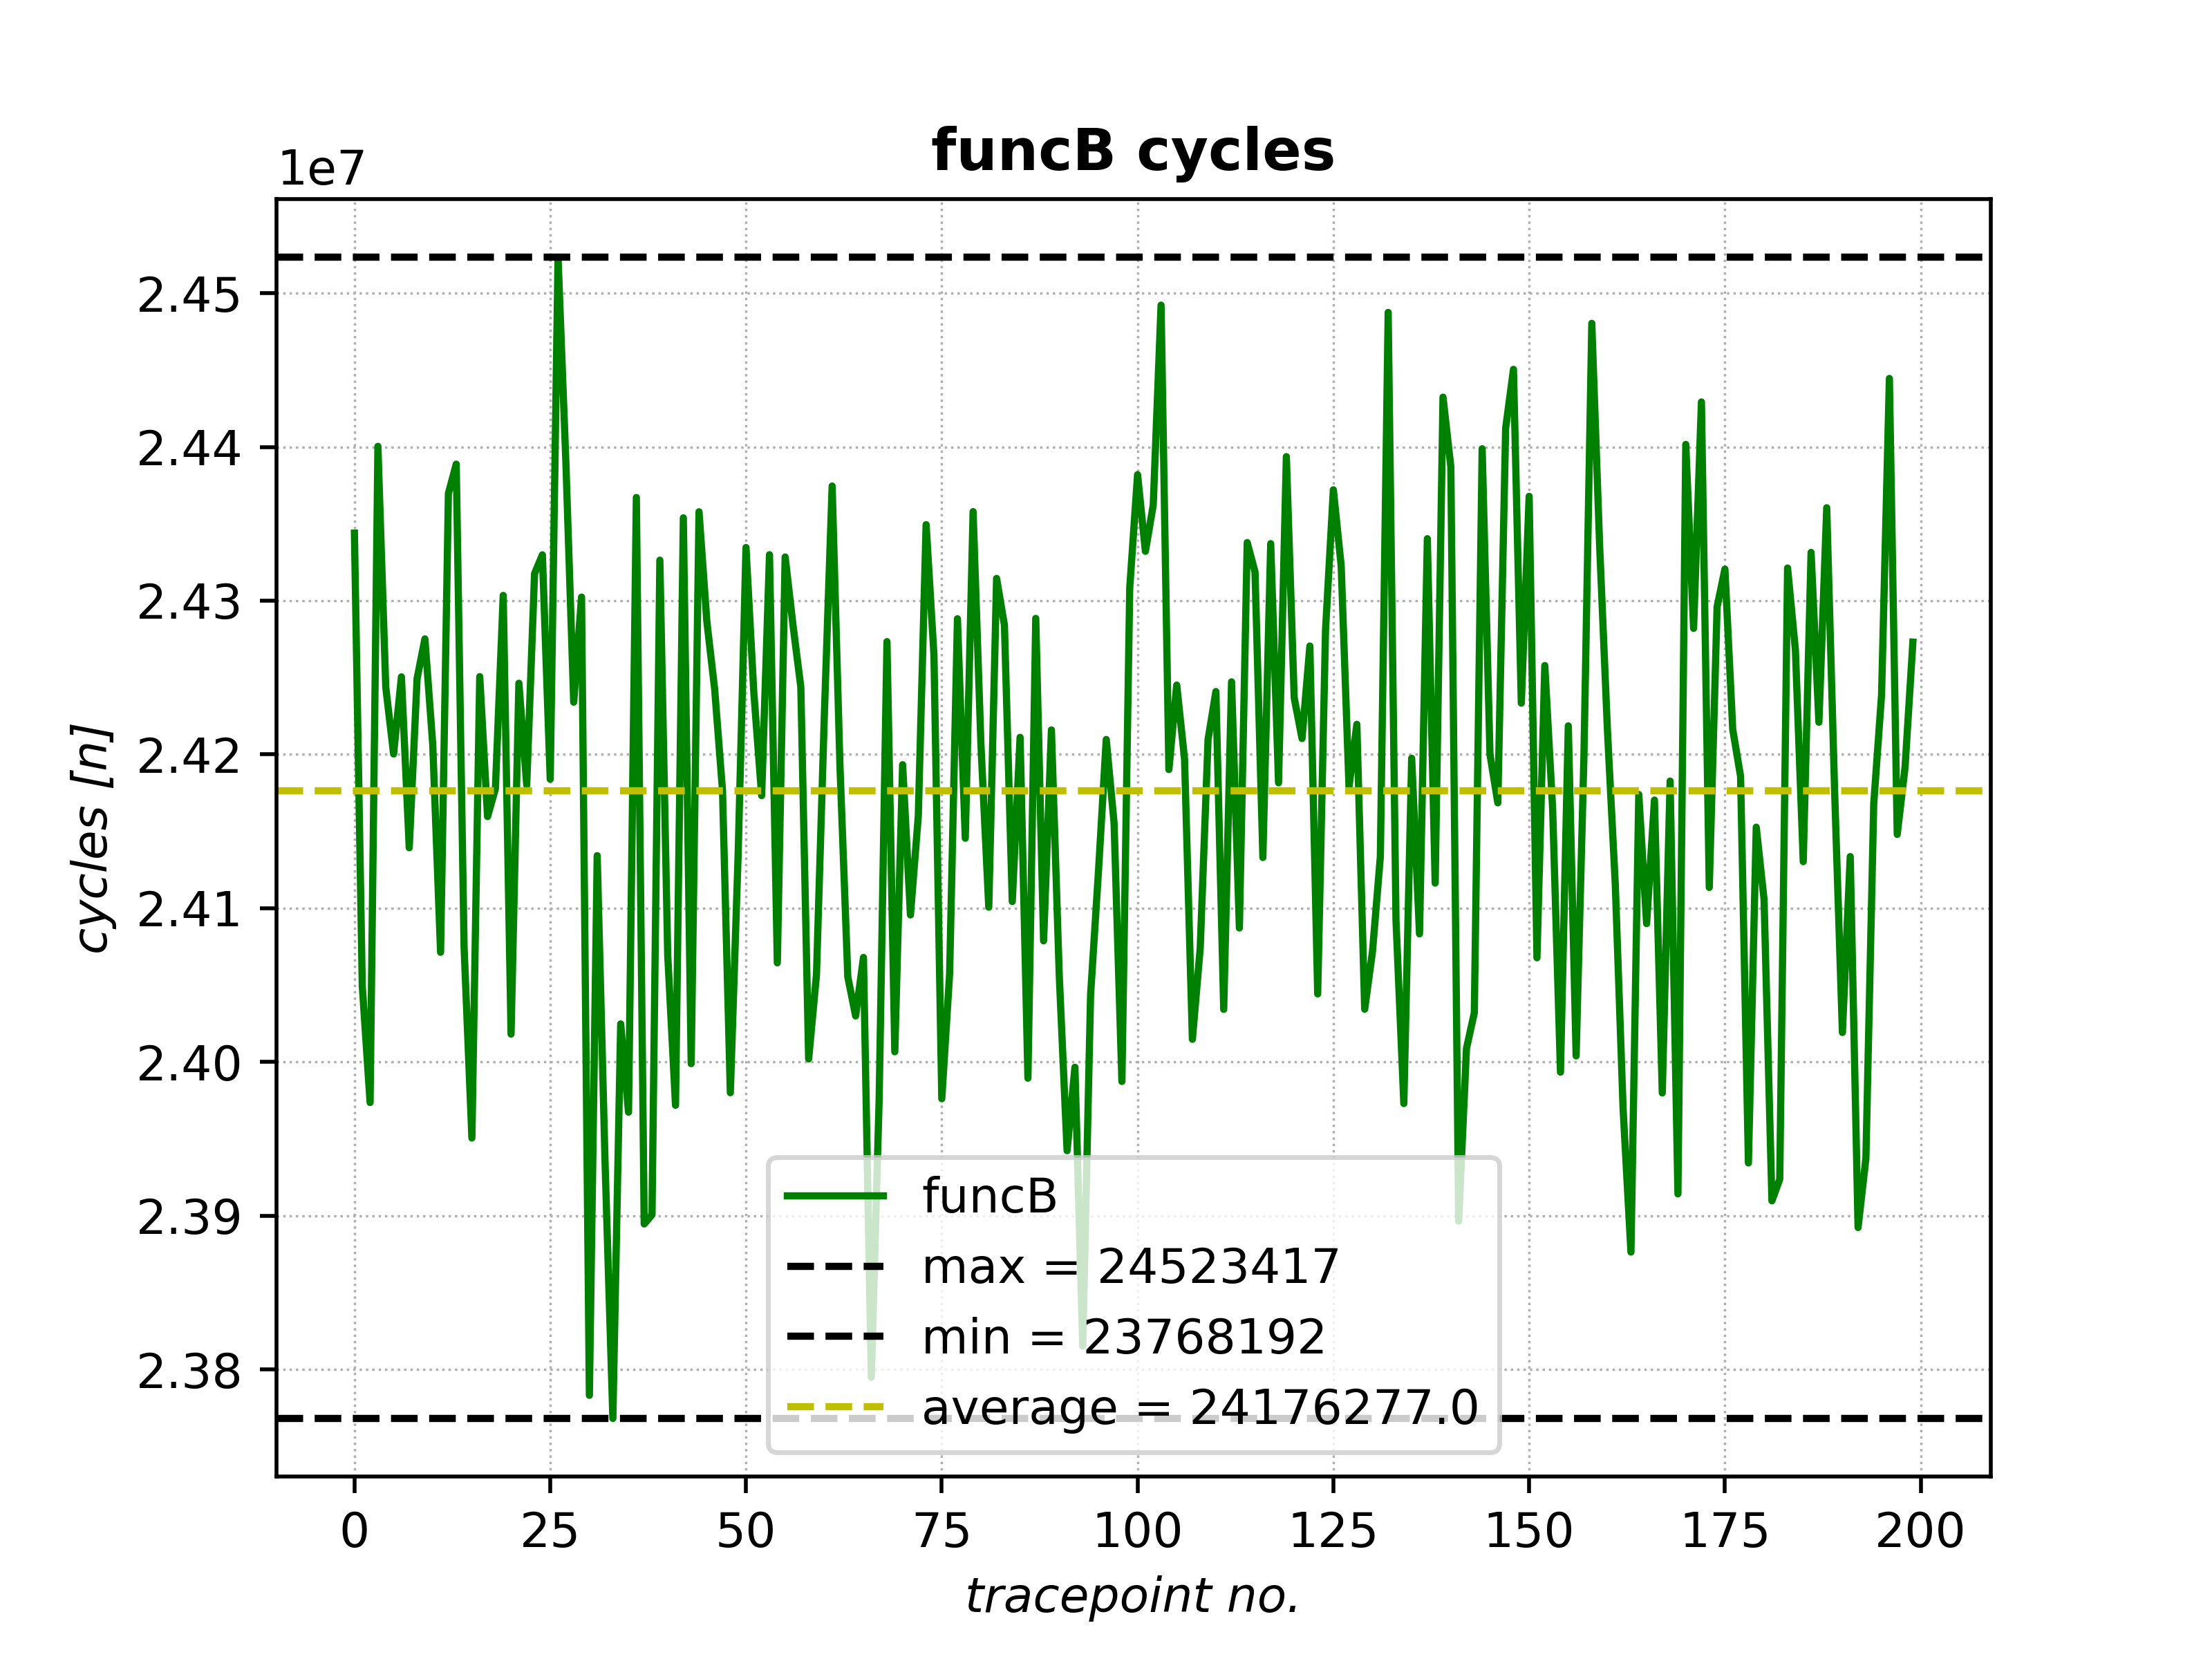 funcB cycles
1e7
2.45
2.44
2.43
2.42
2.41
2.40
2.39
2.38
cycles [n]
funcB
max = 24523417
min = 23768192
average = 24176277.0
0 25 50 75 100 125 150 175 200
tracepoint no.